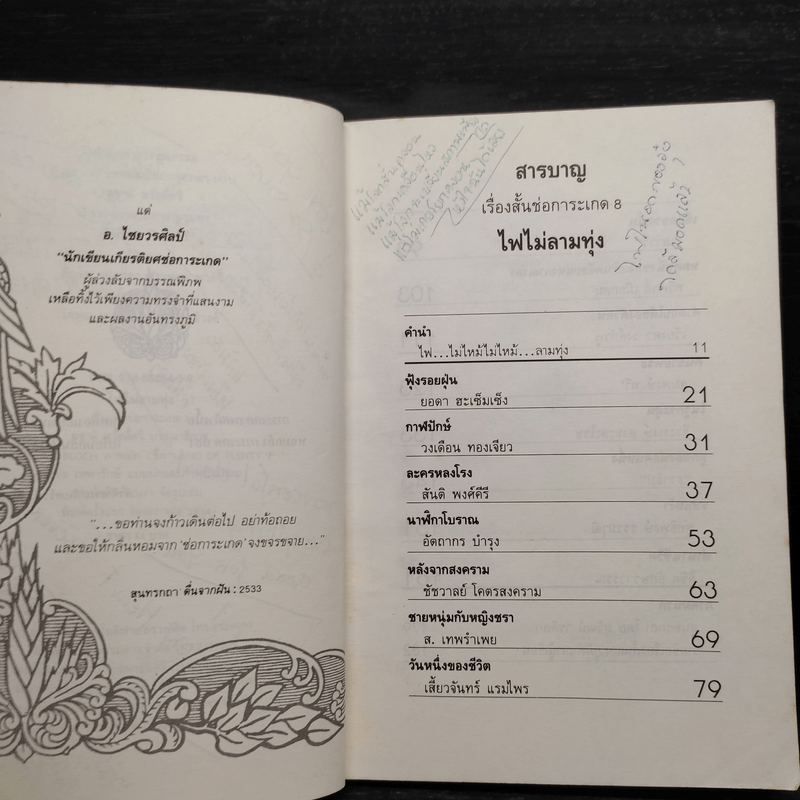 แด่
อ. ไชยวรศิลป์
"นักเขียนเกียรติยศช่อการะเกด"
ผู้ล่วงลับจากบรรณพิภพ
เหลือทิ้งไว้เพียงความทรงจำที่แสนงาม
และผลงานอันทรงภูมิ
"...ขอท่านจงก้าวเดินต่อไป อย่าท้อถอย
และขอให้กลิ่นหอมจาก 'ช่อการะเกด' จงขจรขจาย..."
สุนทรกถา ตื่นจากฝัน : 2533
สารบาญ
เรื่องสั้นช่อการะเกด 8
ไฟไม่ลามทุ่ง
คำนำ
ไฟ...ไม่ไหม้ไม่ไหม้...ลามทุ่ง 11
ฟุ้งรอยฝุ่น
ยอดา ฮะเซ็มเซ็ง 21
กาฬปักษ์
วงเดือน ทองเจียว 31
ละครหลงโรง
สันติ พงศ์คีรี 37
นาฬิกาโบราณ
อัตถากร บำรุง 53
หลังจากสงคราม
ชัชวาลย์ โคตรสงคราม 63
ชายหนุ่มกับหญิงชรา
ส. เทพรำเพย 69
วันหนึ่งของชีวิต
เสี้ยวจันทร์ แรมไพร 79